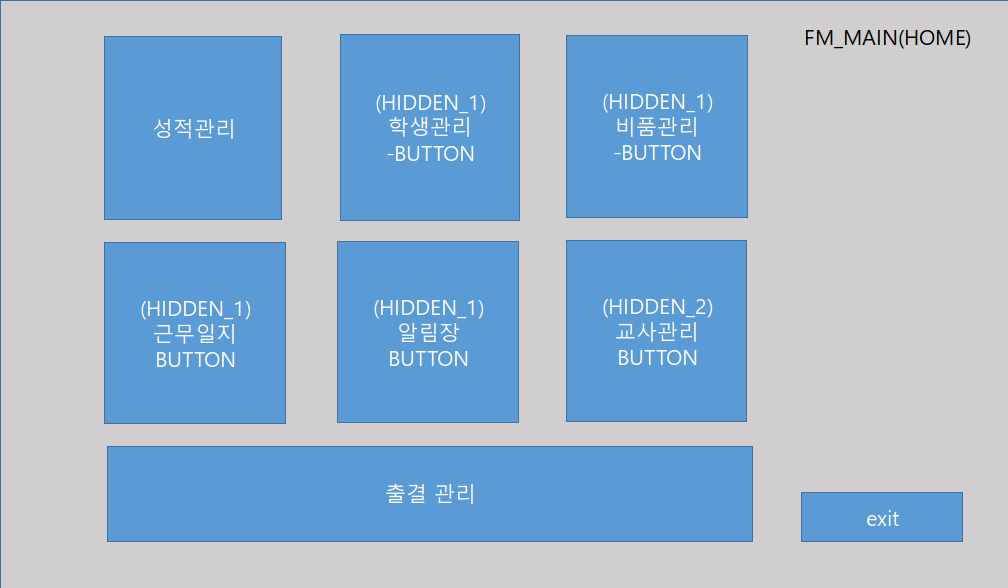 FM_MAIN(HOME)
성적관리
(HIDDEN_1)
학생관리
-BUTTON
(HIDDEN_1)
비품관리
-BUTTON
(HIDDEN_1)
근무일지
BUTTON
(HIDDEN_1)
알림장
BUTTON
(HIDDEN_2)
교사관리
BUTTON
출결 관리
exit